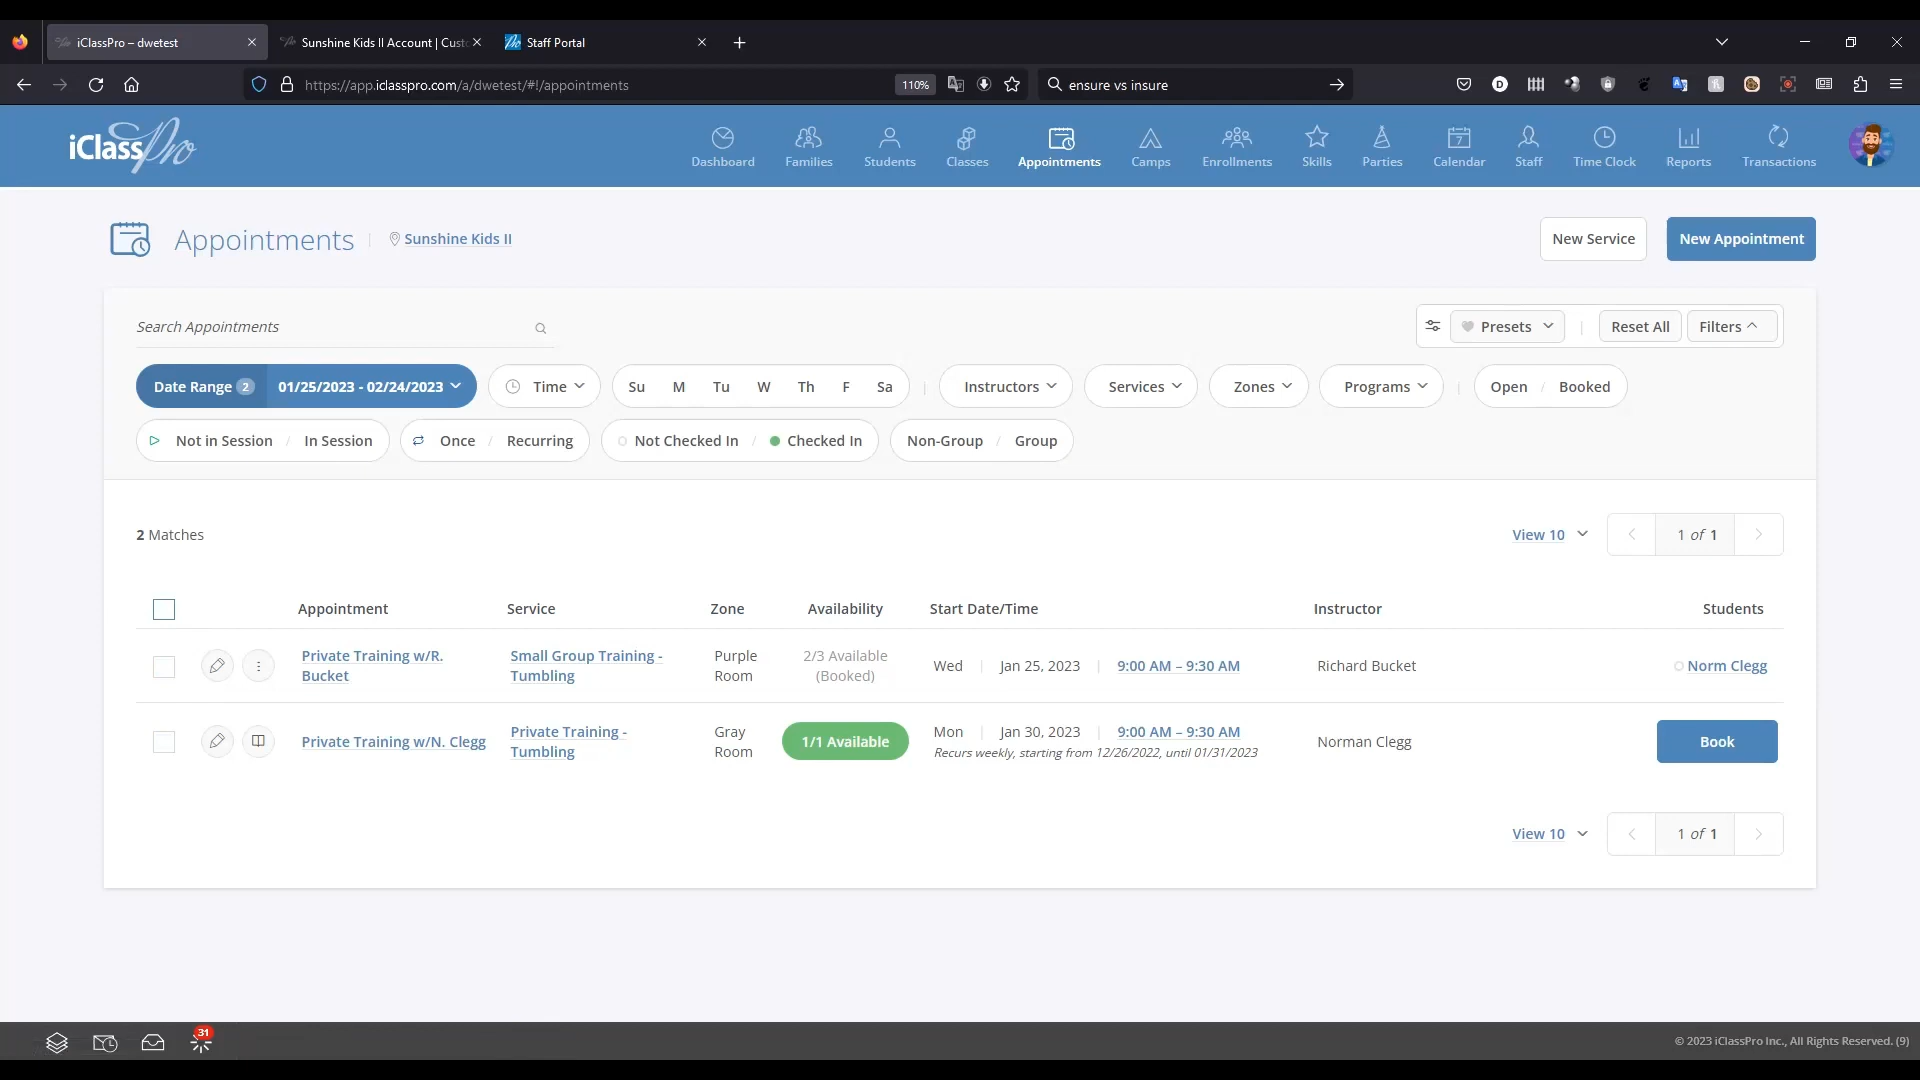 iClassPro – dwetest
Sunshine Kids II Account | Cust
Staff Portal
https://app.iclasspro.com/a/dwetest/#!/appointments
110%
ensure vs insure
iClassPro
Dashboard
Families
Students
Classes
Appointments
Camps
Enrollments
Skills
Parties
7
Calendar
Staff
Time Clock
Reports
Transactions
Appointments
Sunshine Kids II
New Service
New Appointment
Search Appointments
Presets
Reset All
Filters
Date Range 2 01/25/2023 - 02/24/2023
Time
Su M Tu W Th F Sa
Instructors
Services
Zones
Programs
Open / Booked
Not in Session / In Session
Once / Recurring
Not Checked In / Checked In
Non-Group / Group
2 Matches
View 10
1 of 1
Appointment Service Zone Availability Start Date/Time Instructor Students
Private Training w/R.
Bucket
Small Group Training -
Tumbling
Purple
Room
2/3 Available
(Booked)
Wed | Jan 25, 2023 | 9:00 AM – 9:30 AM
Richard Bucket
Norm Clegg
Private Training w/N. Clegg
Private Training -
Tumbling
Gray
Room
1/1 Available
Mon | Jan 30, 2023 | 9:00 AM – 9:30 AM
Recurs weekly, starting from 12/26/2022, until 01/31/2023
Norman Clegg
Book
View 10
1 of 1
31
© 2023 iClassPro Inc., All Rights Reserved. (9)